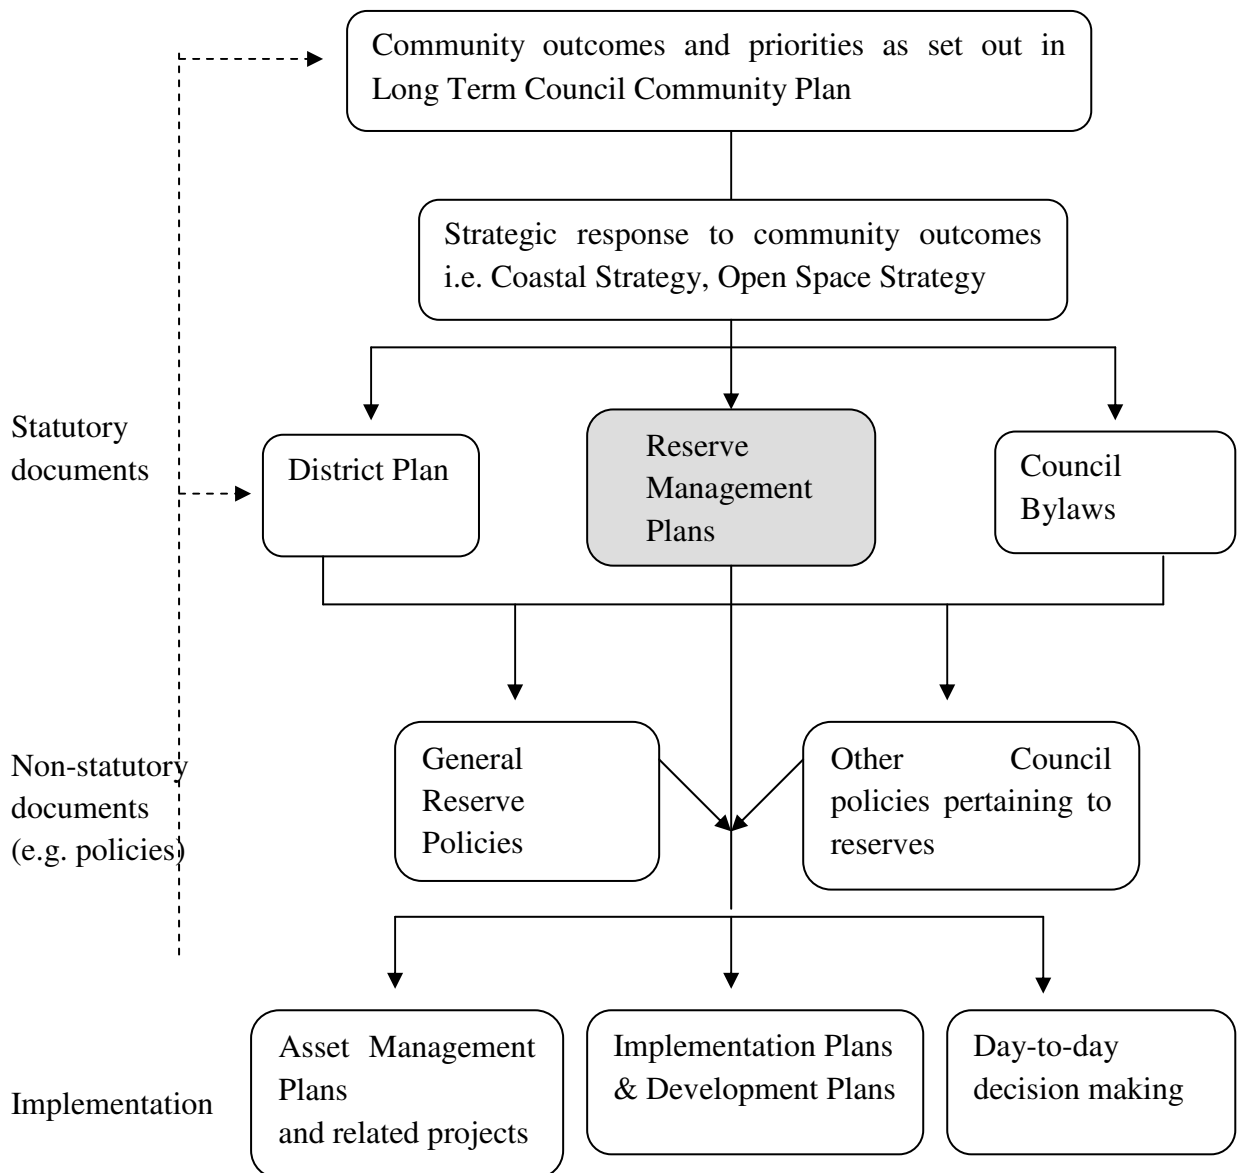 Community outcomes and priorities as set out in
Long Term Council Community Plan
Strategic response to community outcomes
i.e. Coastal Strategy, Open Space Strategy
Statutory
documents
District Plan
Reserve
Management
Plans
Council
Bylaws
Non-statutory
documents
(e.g. policies)
General
Reserve
Policies
Other Council
policies pertaining to
reserves
Implementation
Asset Management
Plans
and related projects
Implementation Plans
& Development Plans
Day-to-day
decision making